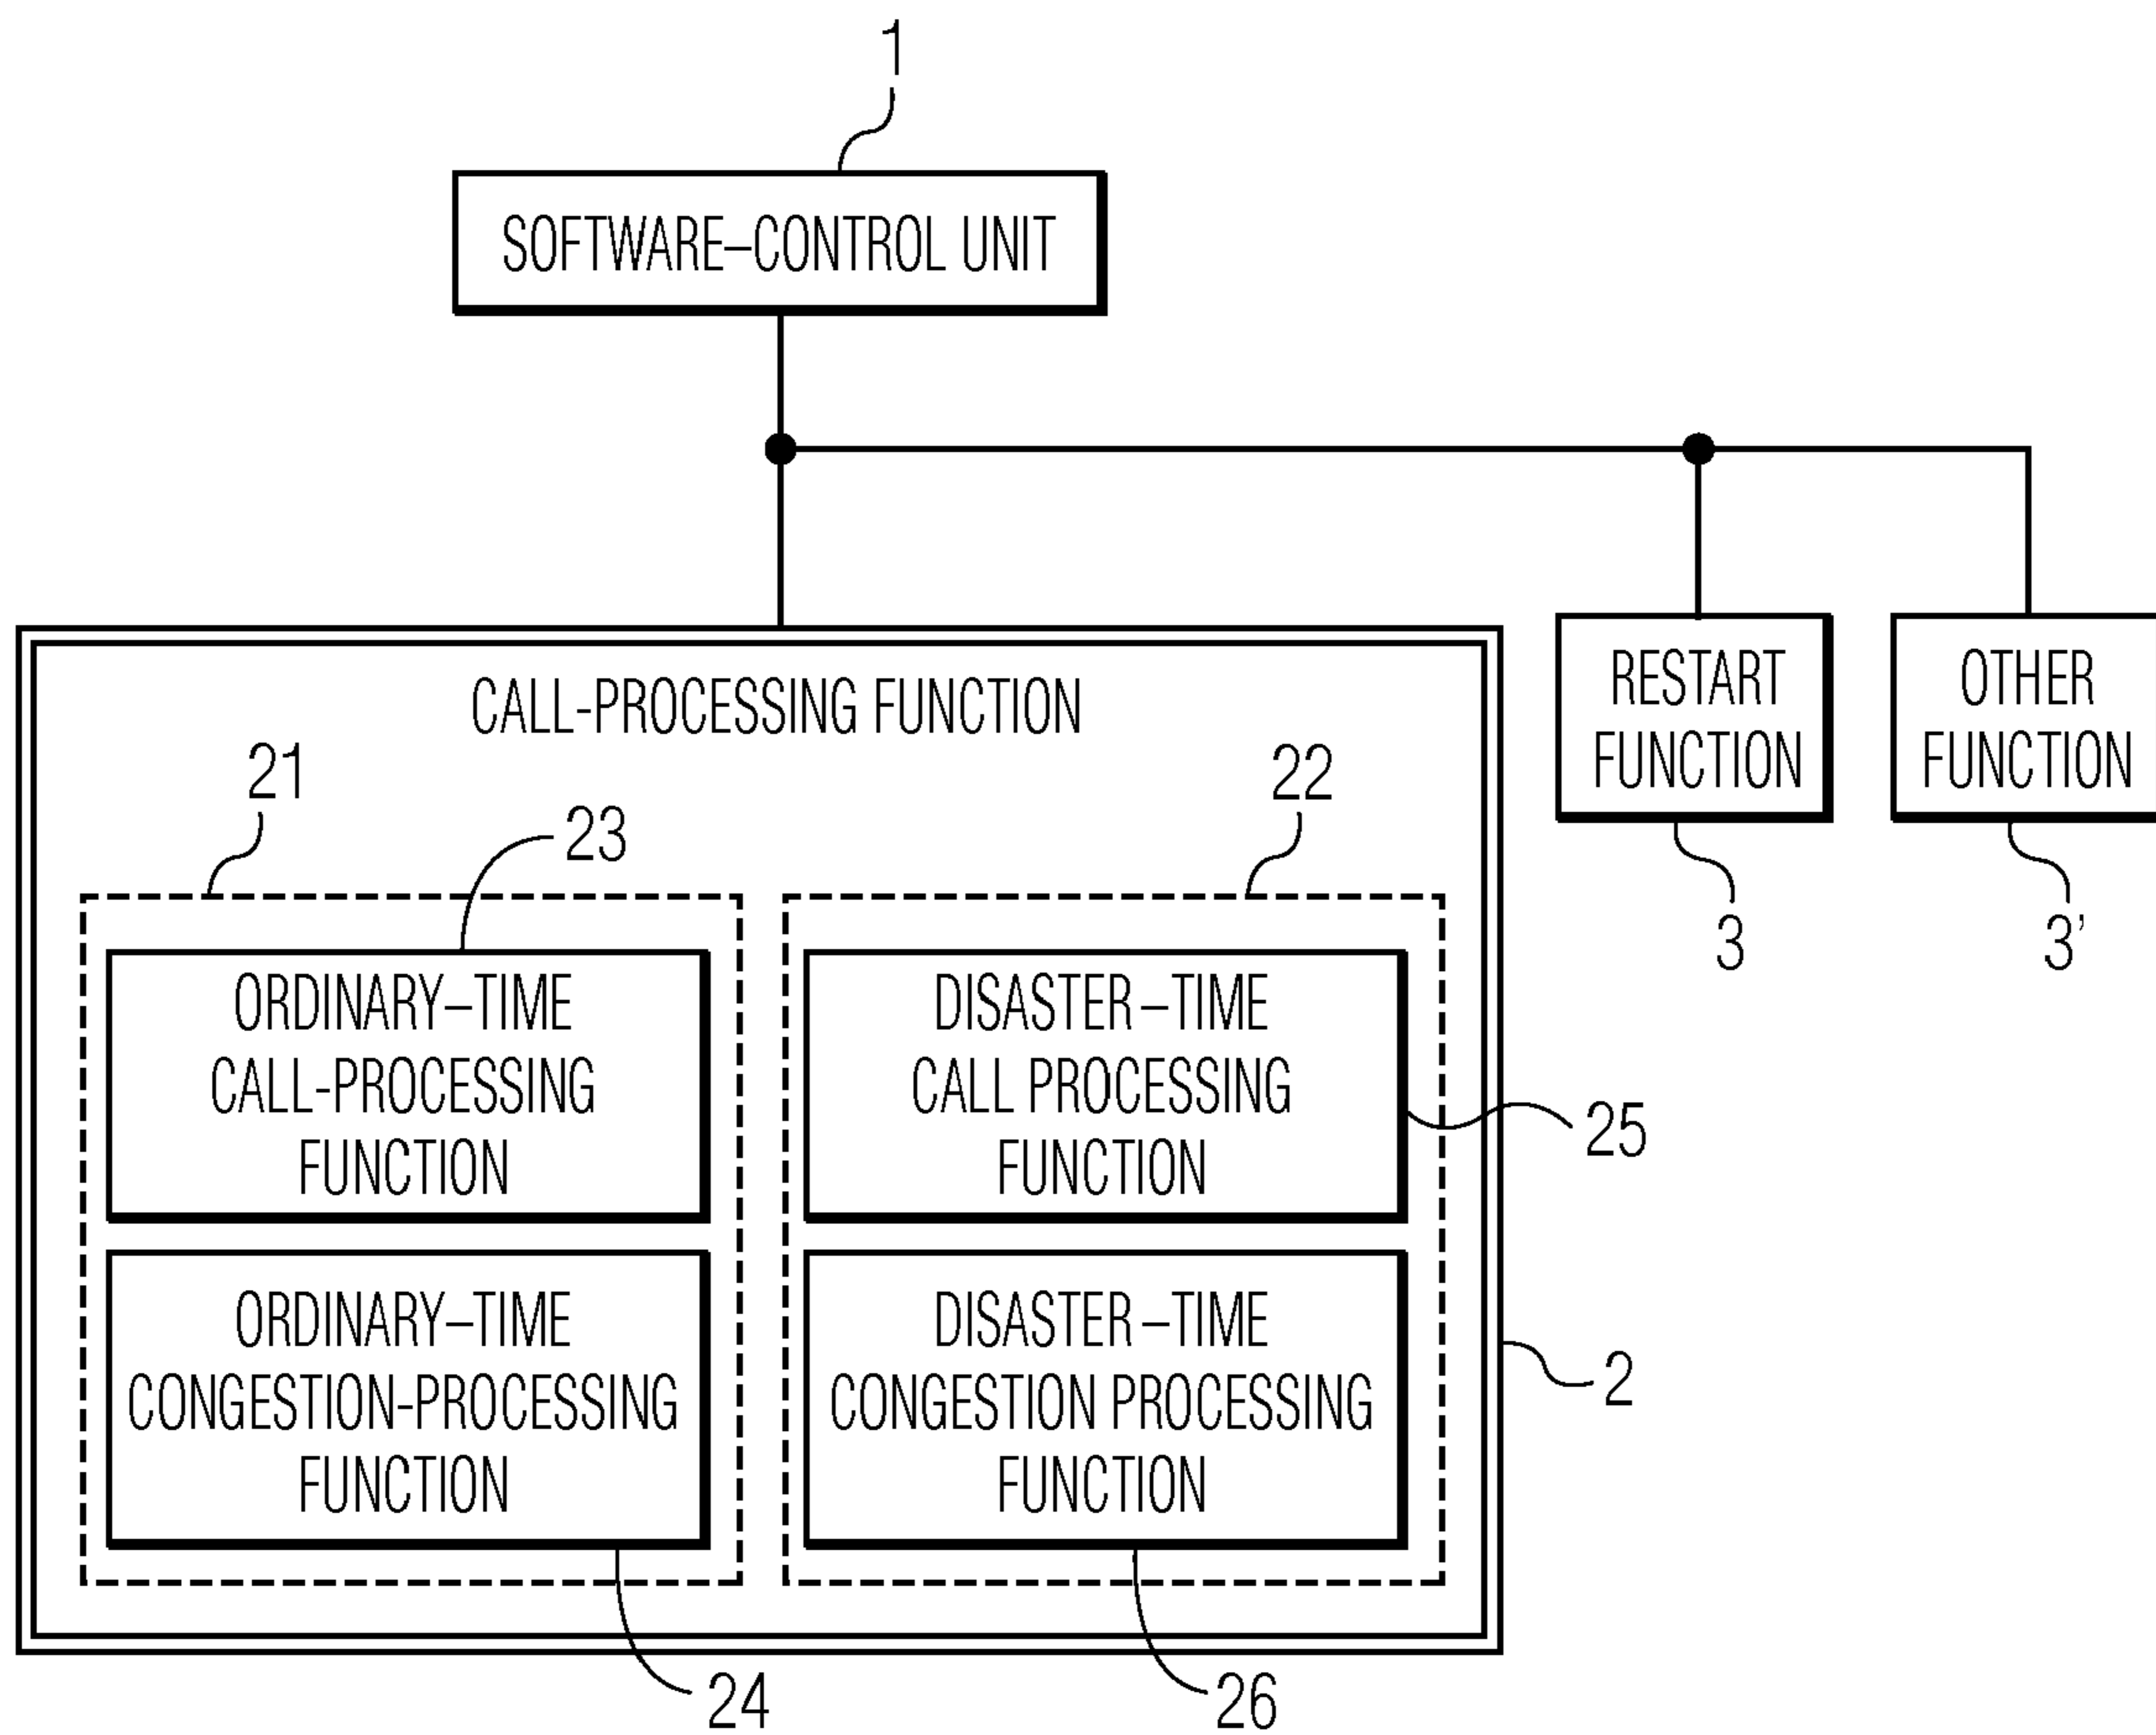 1
SOFTWARE–CONTROL UNIT
CALL-PROCESSING FUNCTION
RESTART
FUNCTION
OTHER
FUNCTION
21
23
22
3
3'
ORDINARY–TIME
CALL-PROCESSING
FUNCTION
DISASTER–TIME
CALL PROCESSING
FUNCTION
25
ORDINARY–TIME
CONGESTION-PROCESSING
FUNCTION
DISASTER–TIME
CONGESTION PROCESSING
FUNCTION
2
24
26